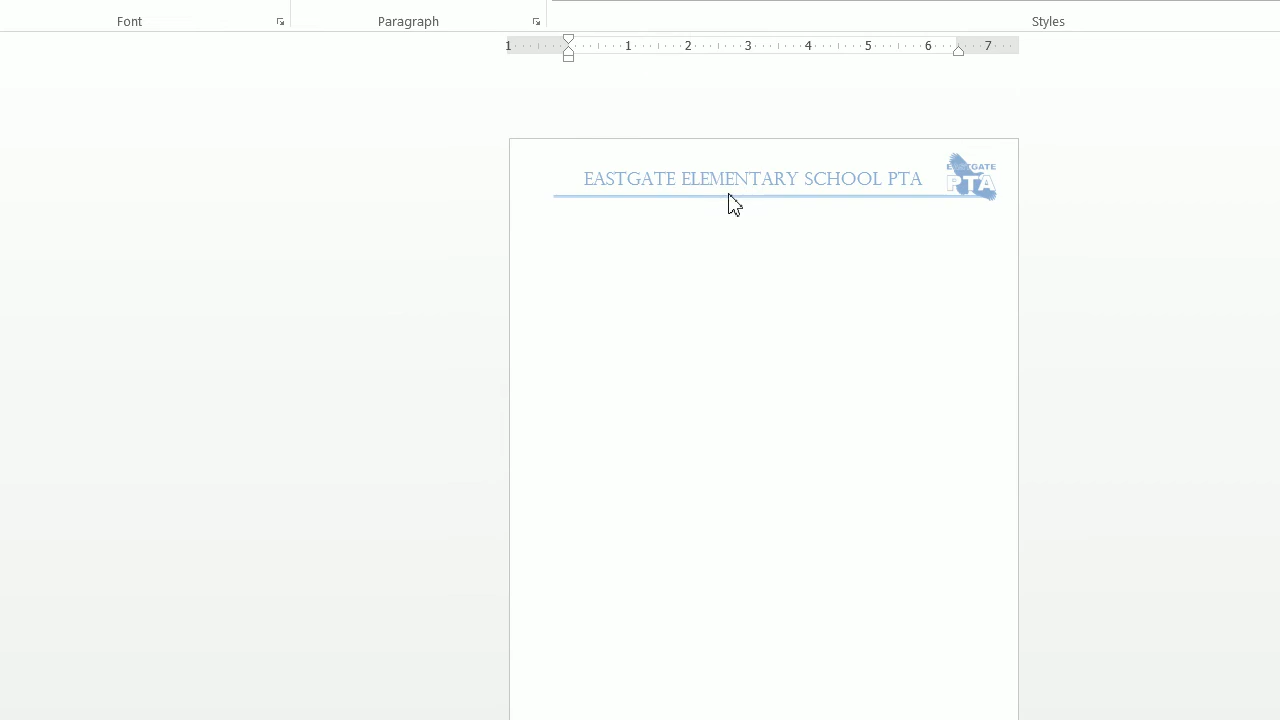 Font Paragraph Styles
1 1 2 3 4 5 6 7
EASTGATE ELEMENTARY SCHOOL PTA
EASTGATE
PTA